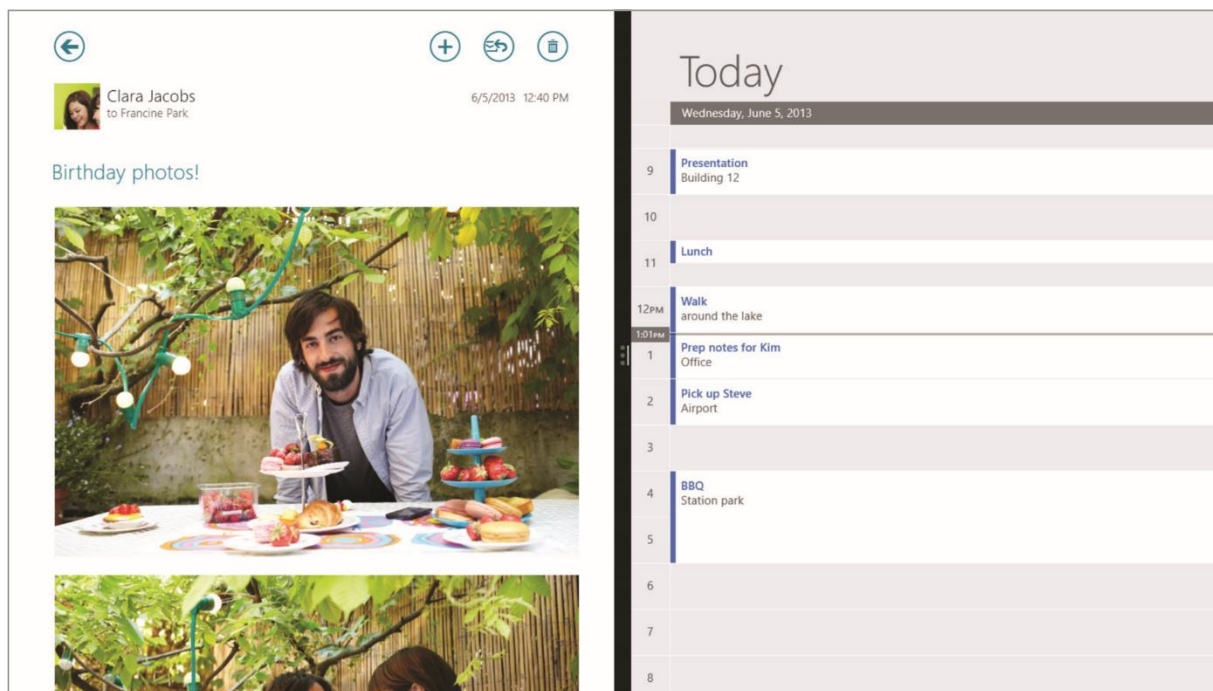 Clara Jacobs
to Francine Park
6/5/2013 12:40 PM
Birthday photos!
Today
Wednesday, June 5, 2013
9
Presentation
Building 12
10
Lunch
11
12PM
Walk
around the lake
1:01PM
1
Prep notes for Kim
Office
2
Pick up Steve
Airport
3
4
BBQ
Station park
5
6
7
8